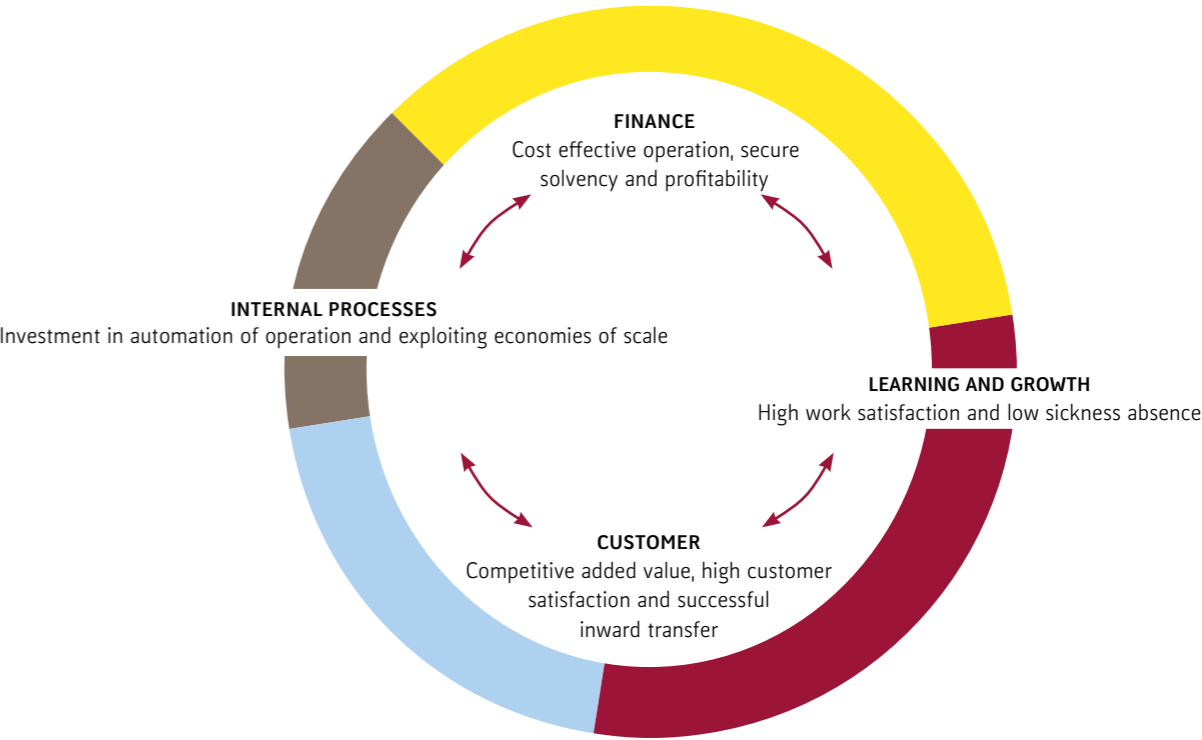 FINANCE
Cost effective operation, secure
solvency and profitability
INTERNAL PROCESSES
Investment in automation of operation and exploiting economies of scale
LEARNING AND GROWTH
High work satisfaction and low sickness absence
CUSTOMER
Competitive added value, high customer
satisfaction and successful
inward transfer